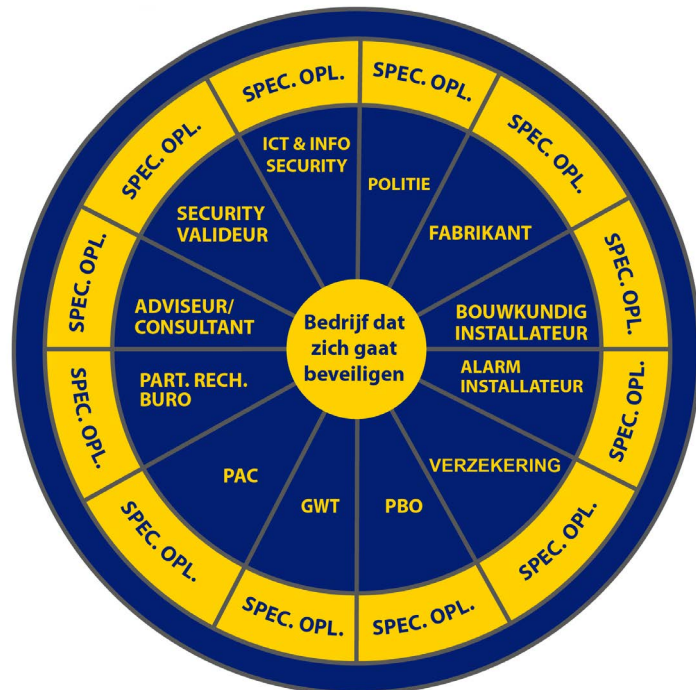 SPEC. OPL.
SPEC. OPL.
SPEC. OPL.
SPEC. OPL.
SPEC. OPL.
SPEC. OPL.
SPEC. OPL.
SPEC. OPL.
SPEC. OPL.
SPEC. OPL.
SPEC. OPL.
SPEC. OPL.
ICT & INFO
SECURITY
POLITIE
FABRIKANT
BOUWKUNDIG
INSTALLATEUR
ALARM
INSTALLATEUR
VERZEKERING
PBO
GWT
PAC
PART. RECH.
BURO
ADVISEUR/
CONSULTANT
SECURITY
VALIDEUR
Bedrijf dat
zich gaat
beveiligen